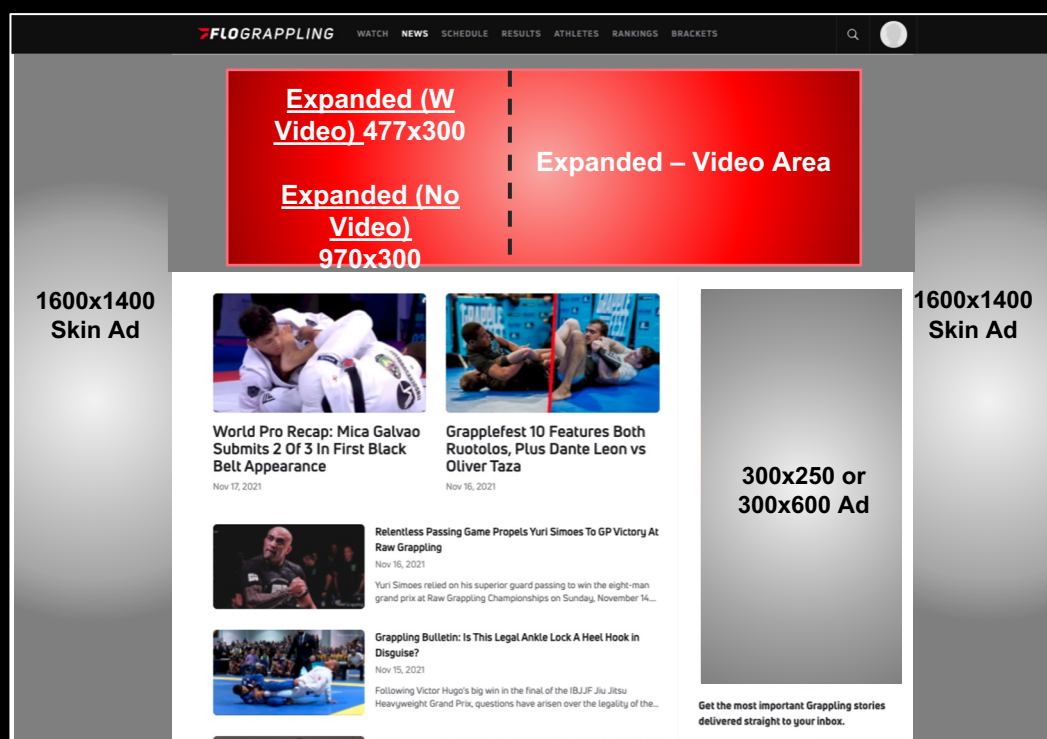 FLOGRAPPLING WATCH NEWS SCHEDULE RESULTS ATHLETES RANKINGS BRACKETS
Expanded (W
Video) 477x300
Expanded (No
Video)
970x300
Expanded – Video Area
1600x1400
Skin Ad
1600x1400
Skin Ad
GRAPPLE
FEST
World Pro Recap: Mica Galvao
Submits 2 Of 3 In First Black
Belt Appearance
Nov 17, 2021
Grapplefest 10 Features Both
Ruotolos, Plus Dante Leon vs
Oliver Taza
Nov 16, 2021
300x250 or
300x600 Ad
Relentless Passing Game Propels Yuri Simoes To GP Victory At
Raw Grappling
Nov 16, 2021
Yuri Simoes relied on his superior guard passing to win the eight-man
grand prix at Raw Grappling Championships on Sunday, November 14....
Grappling Bulletin: Is This Legal Ankle Lock A Heel Hook in
Disguise?
Nov 15, 2021
Following Victor Hugo's big win in the final of the IBJJF Jiu Jitsu
Heavyweight Grand Prix, questions have arisen over the legality of the...
Get the most important Grappling stories
delivered straight to your inbox.